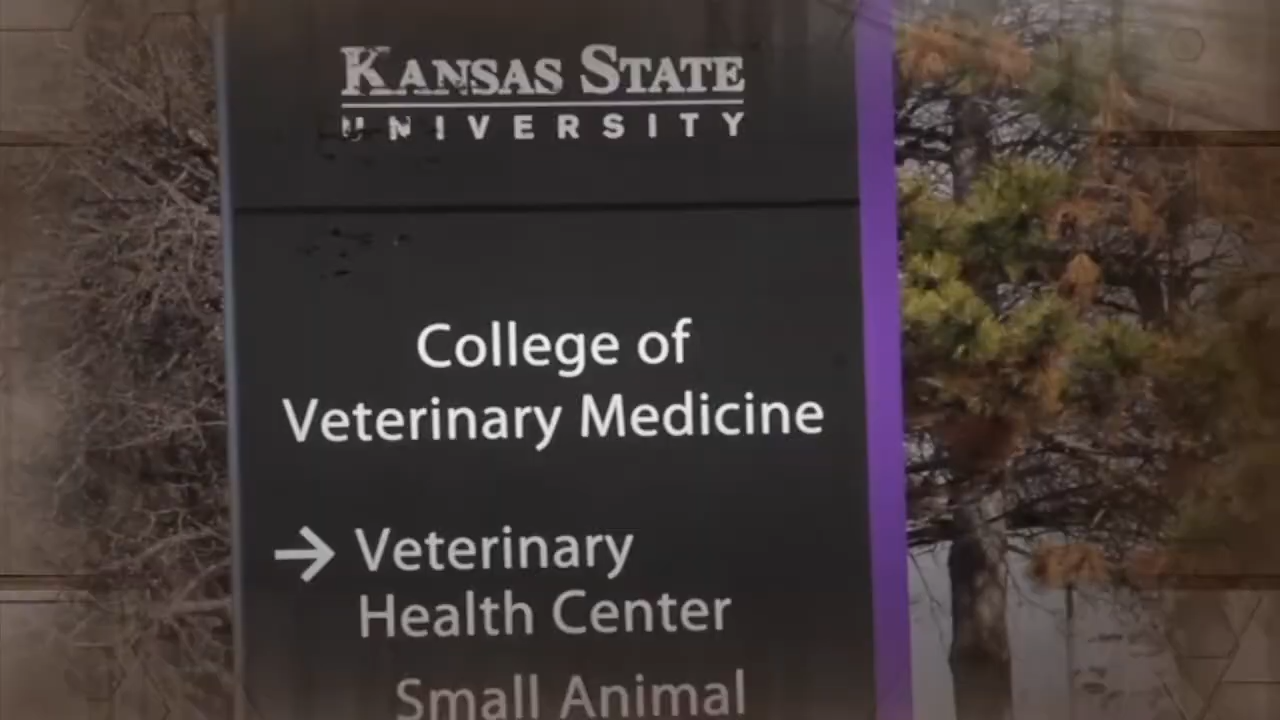 KANSAS STATE
UNIVERSITY
College of
Veterinary Medicine
→ Veterinary
Health Center
Small Animal